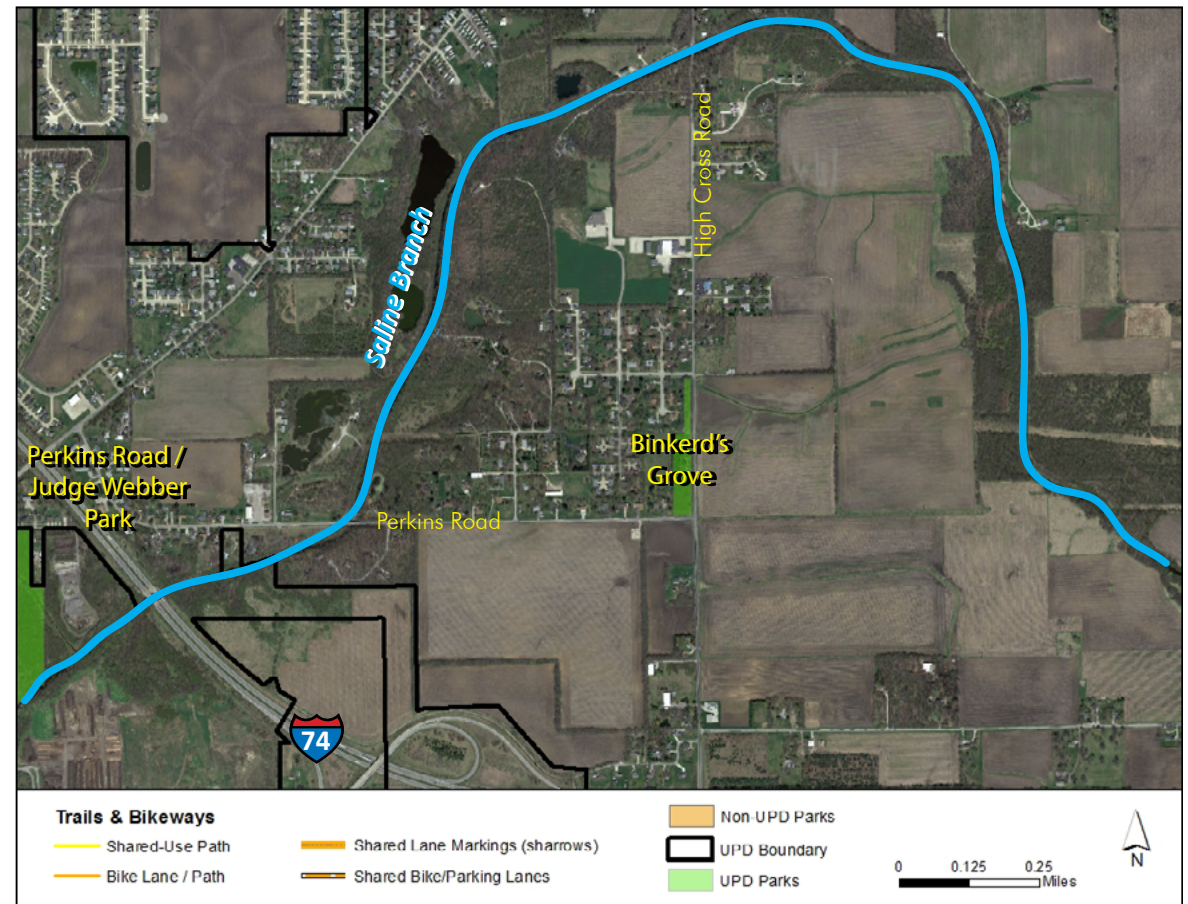 High Cross Road
Saline Branch
Binkerd's
Grove
Perkins Road /
Judge Webber
Park
Perkins Road
74
Trails & Bikeways
Shared-Use Path
Bike Lane / Path
Shared Lane Markings (sharrows)
Shared Bike/Parking Lanes
Non-UPD Parks
UPD Boundary
UPD Parks
0 0.125 0.25
Miles
N